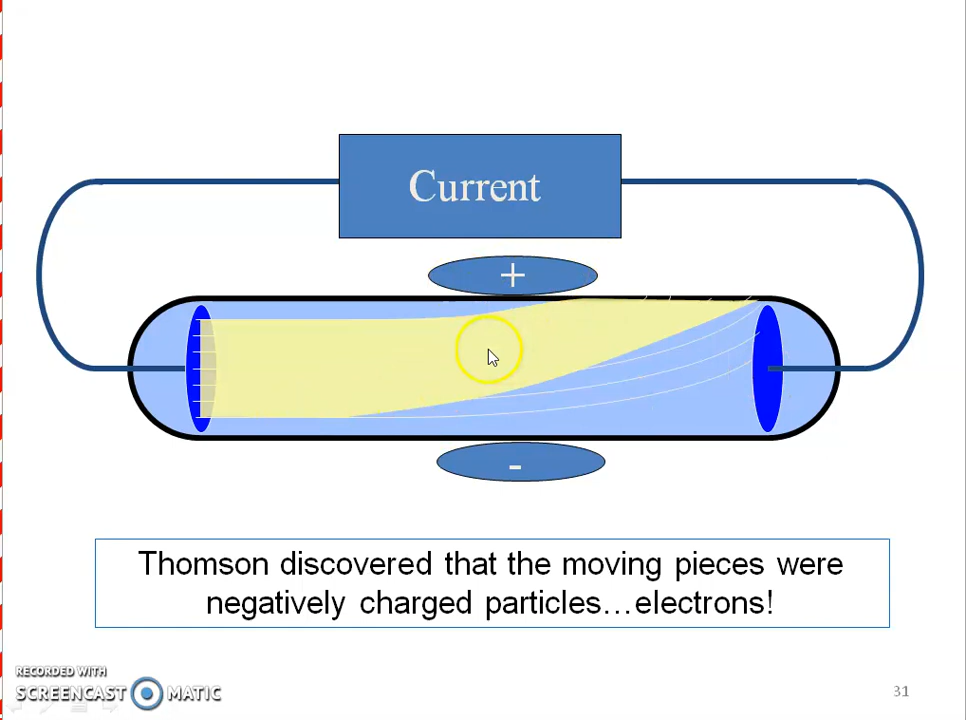 Current
+
-
Thomson discovered that the moving pieces were
negatively charged particles…electrons!
RECORDED WITH
SCREENCAST MATIC
31